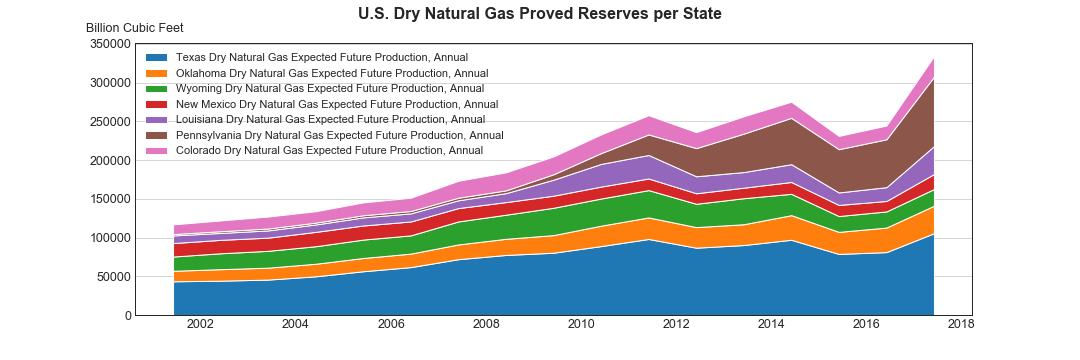 U.S. Dry Natural Gas Proved Reserves per State
Billion Cubic Feet
350000
300000
250000
200000
150000
100000
50000
0
Texas Dry Natural Gas Expected Future Production, Annual
Oklahoma Dry Natural Gas Expected Future Production, Annual
Wyoming Dry Natural Gas Expected Future Production, Annual
New Mexico Dry Natural Gas Expected Future Production, Annual
Louisiana Dry Natural Gas Expected Future Production, Annual
Pennsylvania Dry Natural Gas Expected Future Production, Annual
Colorado Dry Natural Gas Expected Future Production, Annual
2002 2004 2006 2008 2010 2012 2014 2016 2018